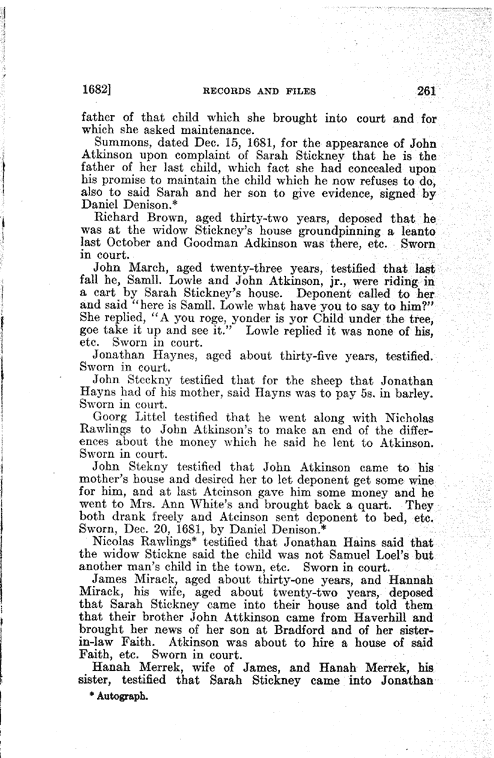 1682] RECORDS AND FILES 261
father of that child which she brought into court and for
which she asked maintenance.
Summons, dated Dec. 15, 1681, for the appearance of John
Atkinson upon complaint of Sarah Stickney that he is the
father of her last child, which fact she had concealed upon
his promise to maintain the child which he now refuses to do,
also to said Sarah and her son to give evidence, signed by
Daniel Denison.*
Richard Brown, aged thirty-two years, deposed that he
was at the widow Stickney's house groundpinning a leanto
last October and Goodman Adkinson was there, etc. Sworn
in court.
John March, aged twenty-three years, testified that last
fall he, Samll. Lowle and John Atkinson, jr., were riding in
a cart by Sarah Stickney's house. Deponent called to her
and said "here is Samll. Lowle what have you to say to him?"
She replied, "A you roge, yonder is yor Child under the tree,
goe take it up and see it." Lowle replied it was none of his,
etc. Sworn in court.
Jonathan Haynes, aged about thirty-five years, testified.
Sworn in court.
John Steckny testified that for the sheep that Jonathan
Hayns had of his mother, said Hayns was to pay 5s. in barley.
Sworn in court.
Georg Littel testified that he went along with Nicholas
Rawlings to John Atkinson's to make an end of the differ-
ences about the money which he said he lent to Atkinson.
Sworn in court.
John Stekny testified that John Atkinson came to his
mother's house and desired her to let deponent get some wine
for him, and at last Atcinson gave him some money and he
went to Mrs. Ann White's and brought back a quart. They
both drank freely and Atcinson sent deponent to bed, etc.
Sworn, Dec. 20, 1681, by Daniel Denison.*
Nicolas Rawlings* testified that Jonathan Hains said that
the widow Stickne said the child was not Samuel Loel's but
another man's child in the town, etc. Sworn in court.
James Mirack, aged about thirty-one years, and Hannah
Mirack, his wife, aged about twenty-two years, deposed
that Sarah Stickney came into their house and told them
that their brother John Attkinson came from Haverhill and
brought her news of her son at Bradford and of her sister-
in-law Faith. Atkinson was about to hire a house of said
Faith, etc. Sworn in court.
Hanah Merrek, wife of James, and Hanah Merrek, his
sister, testified that Sarah Stickney came into Jonathan
* Autograph.